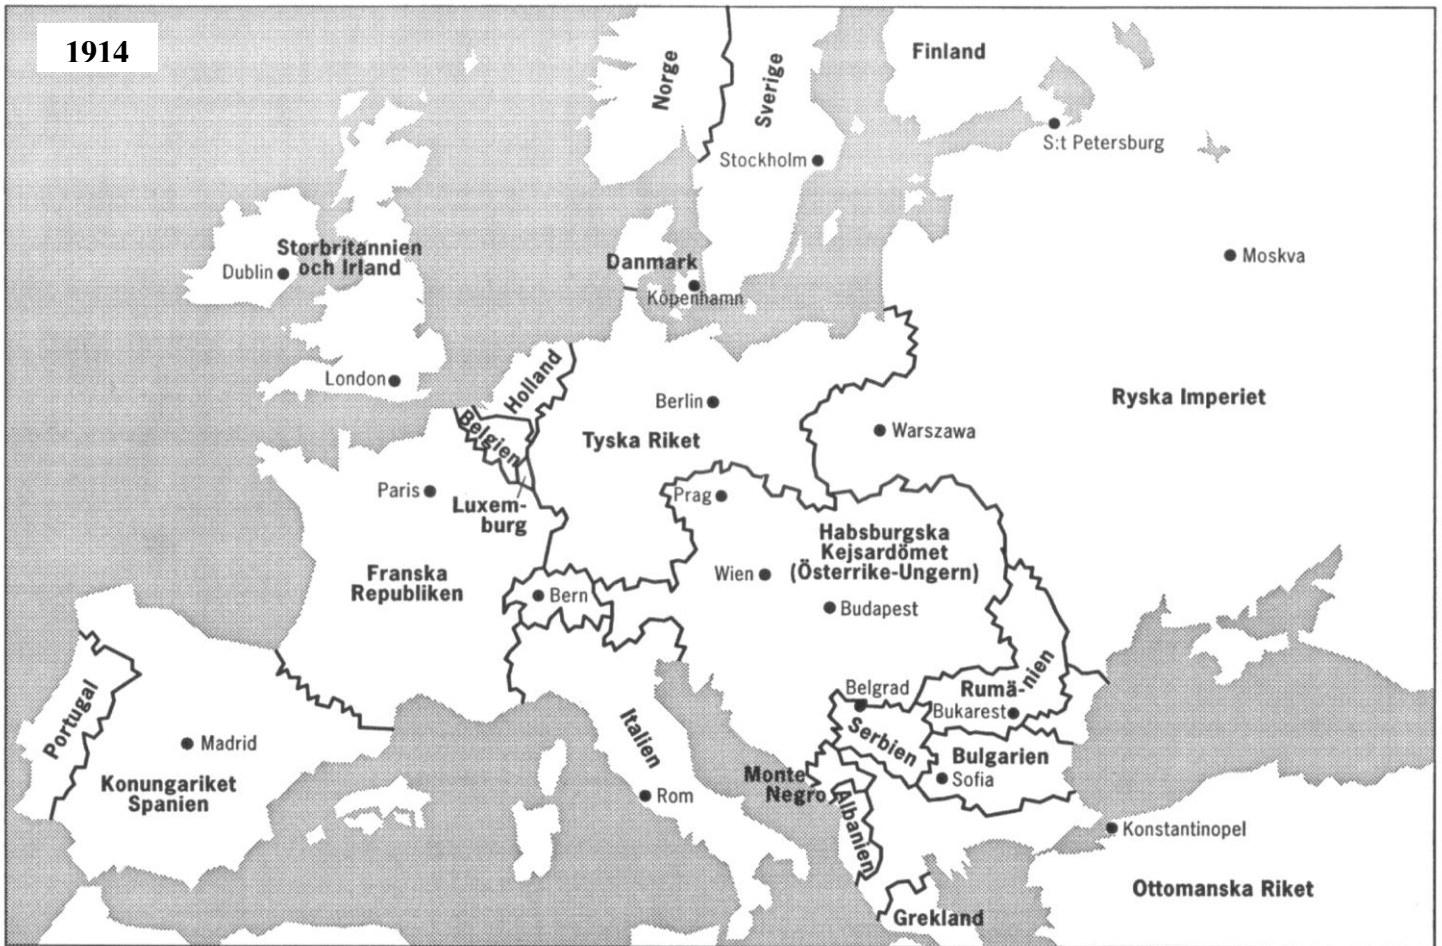 1914
Norge
Sverige
Finland
S:t Petersburg
Stockholm
Storbritannien
och Irland
Dublin
Danmark
Köpenhamn
Moskva
London
Holland
Berlin
Ryska Imperiet
Belgien
Tyska Riket
Warszawa
Paris
Luxem-
burg
Prag
Habsburgska
Kejsardömet
(Österrike-Ungern)
Franska
Republiken
Wien
Bern
Budapest
Portugal
Belgrad
Rumä-nien
Bukarest
Madrid
Italien
Serbien
Bulgarien
Konungariket
Spanien
Sofia
Monte
Negro
Rom
Albanien
Konstantinopel
Ottomanska Riket
Grekland